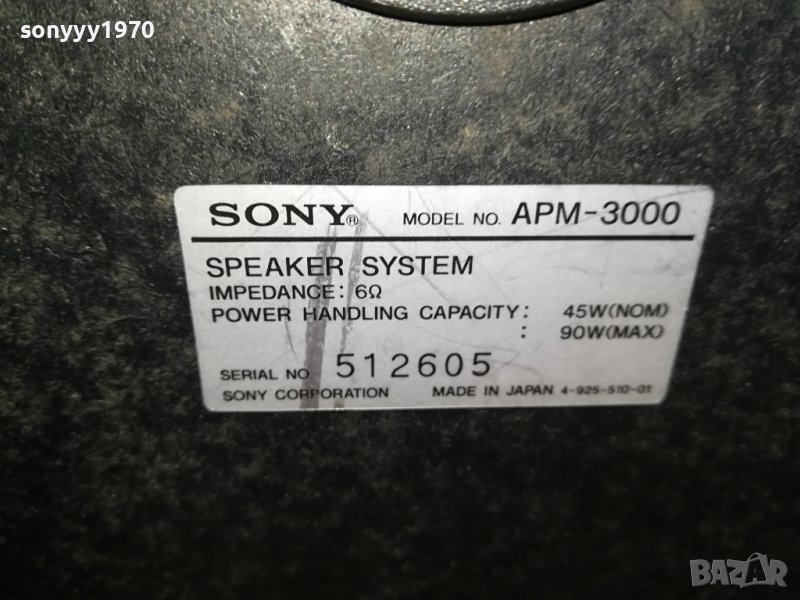 sonyyy1970
SONY® MODEL NO. APM-3000
SPEAKER SYSTEM
IMPEDANCE: 6Ω
POWER HANDLING CAPACITY: 45W(NOM)
: 90W(MAX)
SERIAL NO 512605
SONY CORPORATION MADE IN JAPAN 4-925-510-01
BAZAR